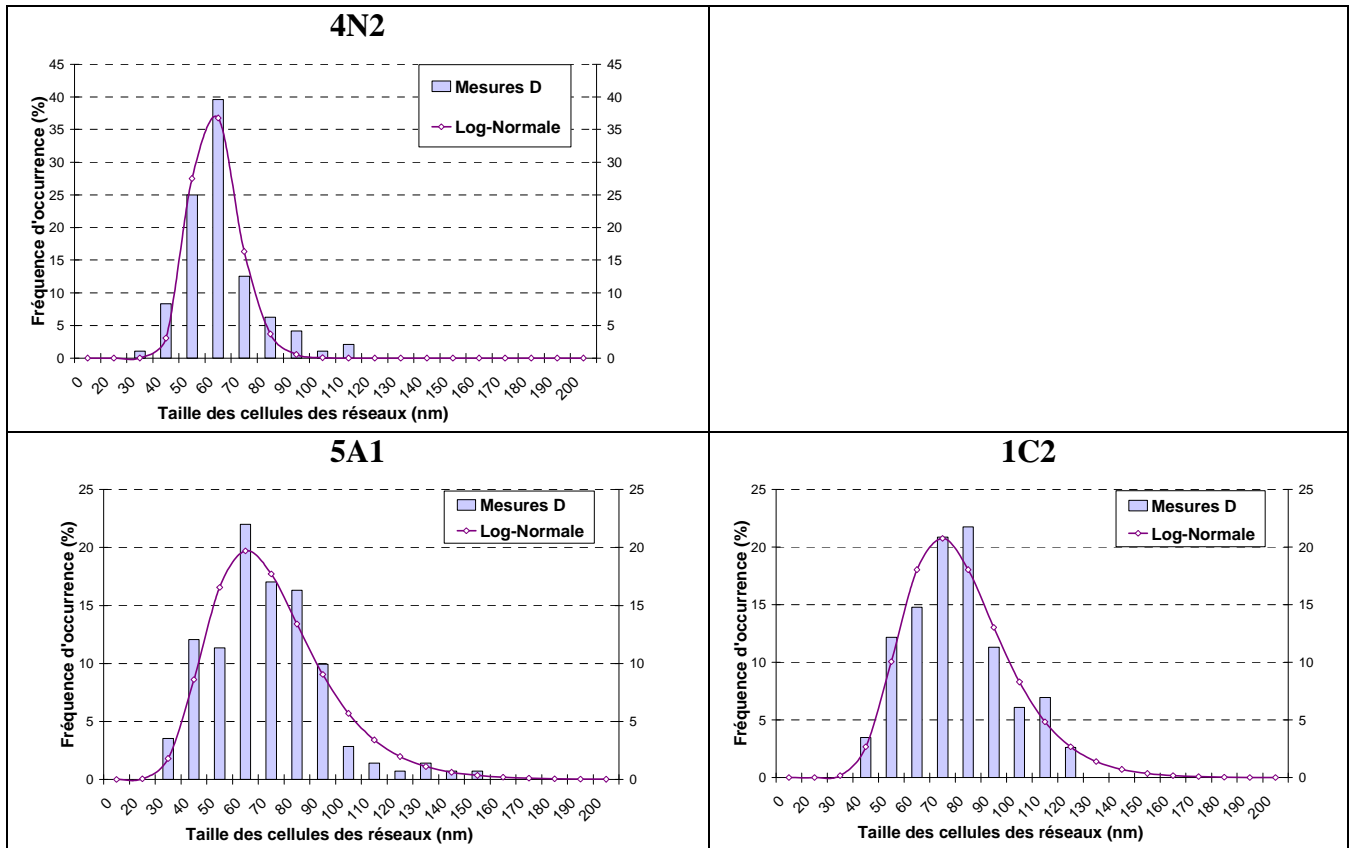 4N2
Fréquence d'occurrence (%)
45 45
40 40
35 35
30 30
25 25
20 20
15 15
10 10
5 5
0 0
Mesures D
Log-Normale
0 20 30 40 50 60 70 80 90 100 110 120 130 140 150 160 170 180 190 200
Taille des cellules des réseaux (nm)
5A1
Fréquence d'occurrence (%)
25 25
20 20
15 15
10 10
5 5
0 0
Mesures D
Log-Normale
0 20 30 40 50 60 70 80 90 100 110 120 130 140 150 160 170 180 190 200
Taille des cellules des réseaux (nm)
1C2
Fréquence d'occurrence (%)
25 25
20 20
15 15
10 10
5 5
0 0
Mesures D
Log-Normale
0 20 30 40 50 60 70 80 90 100 110 120 130 140 150 160 170 180 190 200
Taille des cellules des réseaux (nm)